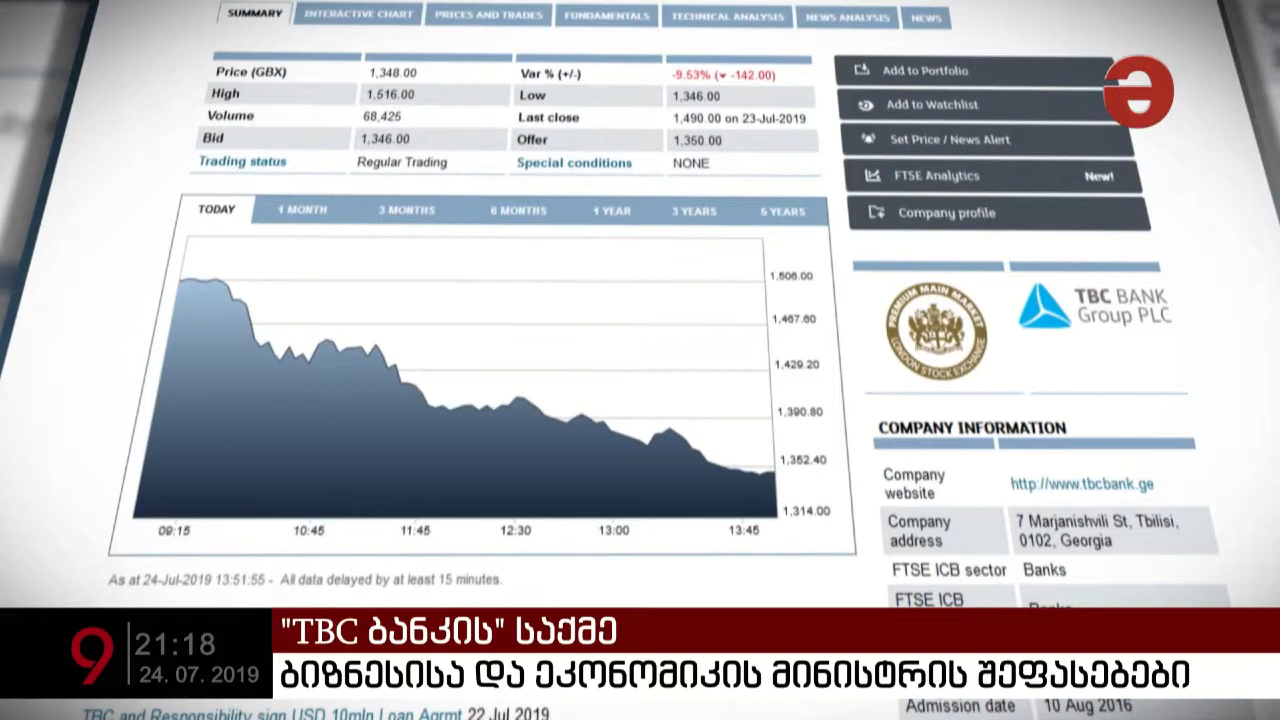 SUMMARY INTERACTIVE CHART PRICES AND TRADES FUNDAMENTALS TECHNICAL ANALYSIS NEWS ANALYSIS NEWS
Price (GBX) 1,348.00 Var % (+/-) -9.53% (-142.00)
High 1,516.00 Low 1,346.00
Volume 68,425 Last close 1,490.00 on 23-Jul-2019
Bid 1,346.00 Offer 1,350.00
Trading status Regular Trading Special conditions NONE
Add to Portfolio
Add to Watchlist
Set Price / News Alert
FTSE Analytics New!
Company profile
TODAY 1 MONTH 3 MONTHS 6 MONTHS 1 YEAR 3 YEARS 5 YEARS
1,506.00
1,467.60
1,429.20
1,390.80
1,352.40
1,314.00
09:15 10:45 11:45 12:30 13:00 13:45
As at 24-Jul-2019 13:51:55 - All data delayed by at least 15 minutes.
PREMIUM MAIN MARKET
LONDON STOCK EXCHANGE
TBC BANK
Group PLC
COMPANY INFORMATION
Company website http://www.tbcbank.ge
Company address 7 Marjanishvili St, Tbilisi,
0102, Georgia
FTSE ICB sector Banks
FTSE ICB
ə
9
21:18
24. 07. 2019
"TBC ბანკის" საქმე
ბიზნესისა და ეკონომიკის მინისტრის შეფასებები
TBC and Responsibility sign USD 10mln Loan Agrmt 22 Jul 2019
Admission date 10 Aug 2016